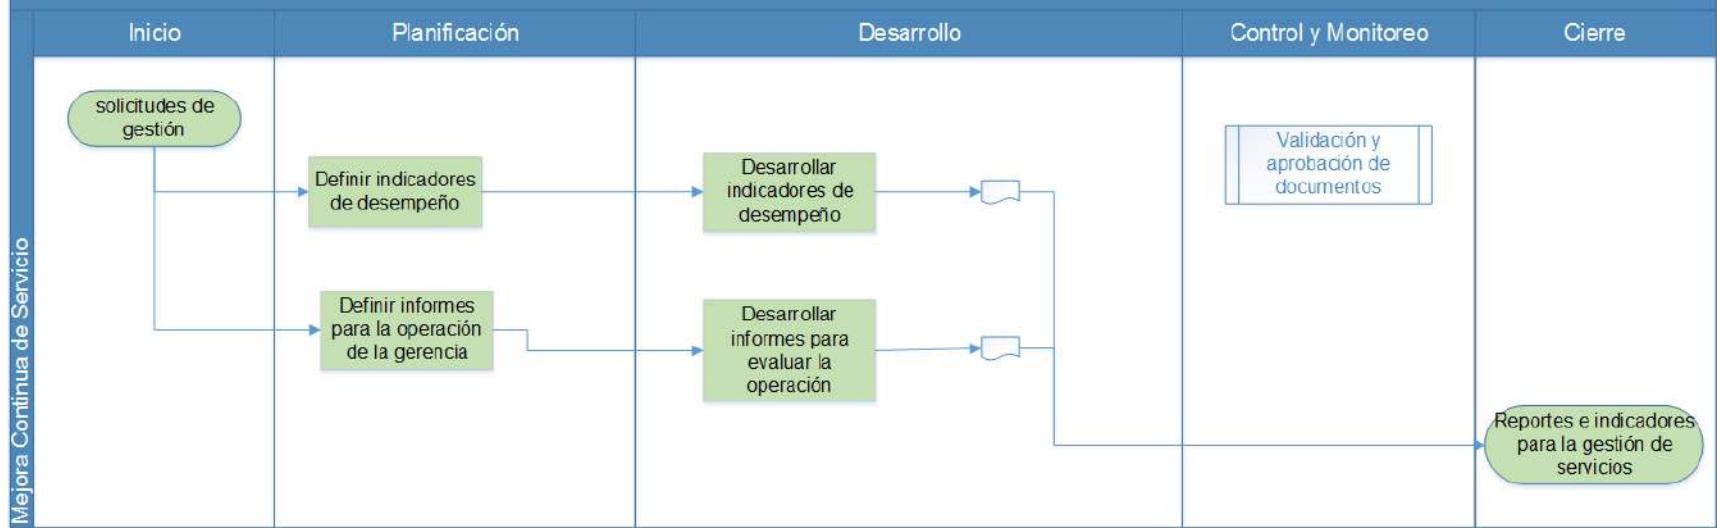 Inicio
Planificación
Desarrollo
Control y Monitoreo
Cierre
Mejora Continua de Servicio
solicitudes de
gestión
Definir indicadores
de desempeño
Desarrollar
indicadores de
desempeño
Validación y
aprobación de
documentos
Definir informes
para la operación
de la gerencia
Desarrollar
informes para
evaluar la
operación
Reportes e indicadores
para la gestión de
servicios